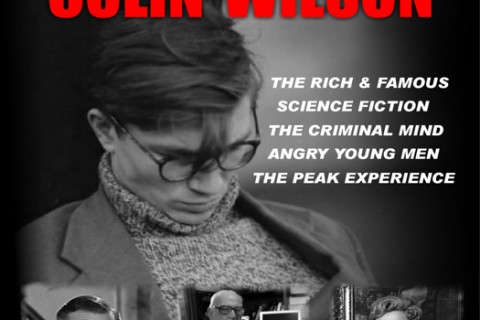 COLIN WILSON
THE RICH & FAMOUS
SCIENCE FICTION
THE CRIMINAL MIND
ANGRY YOUNG MEN
THE PEAK EXPERIENCE